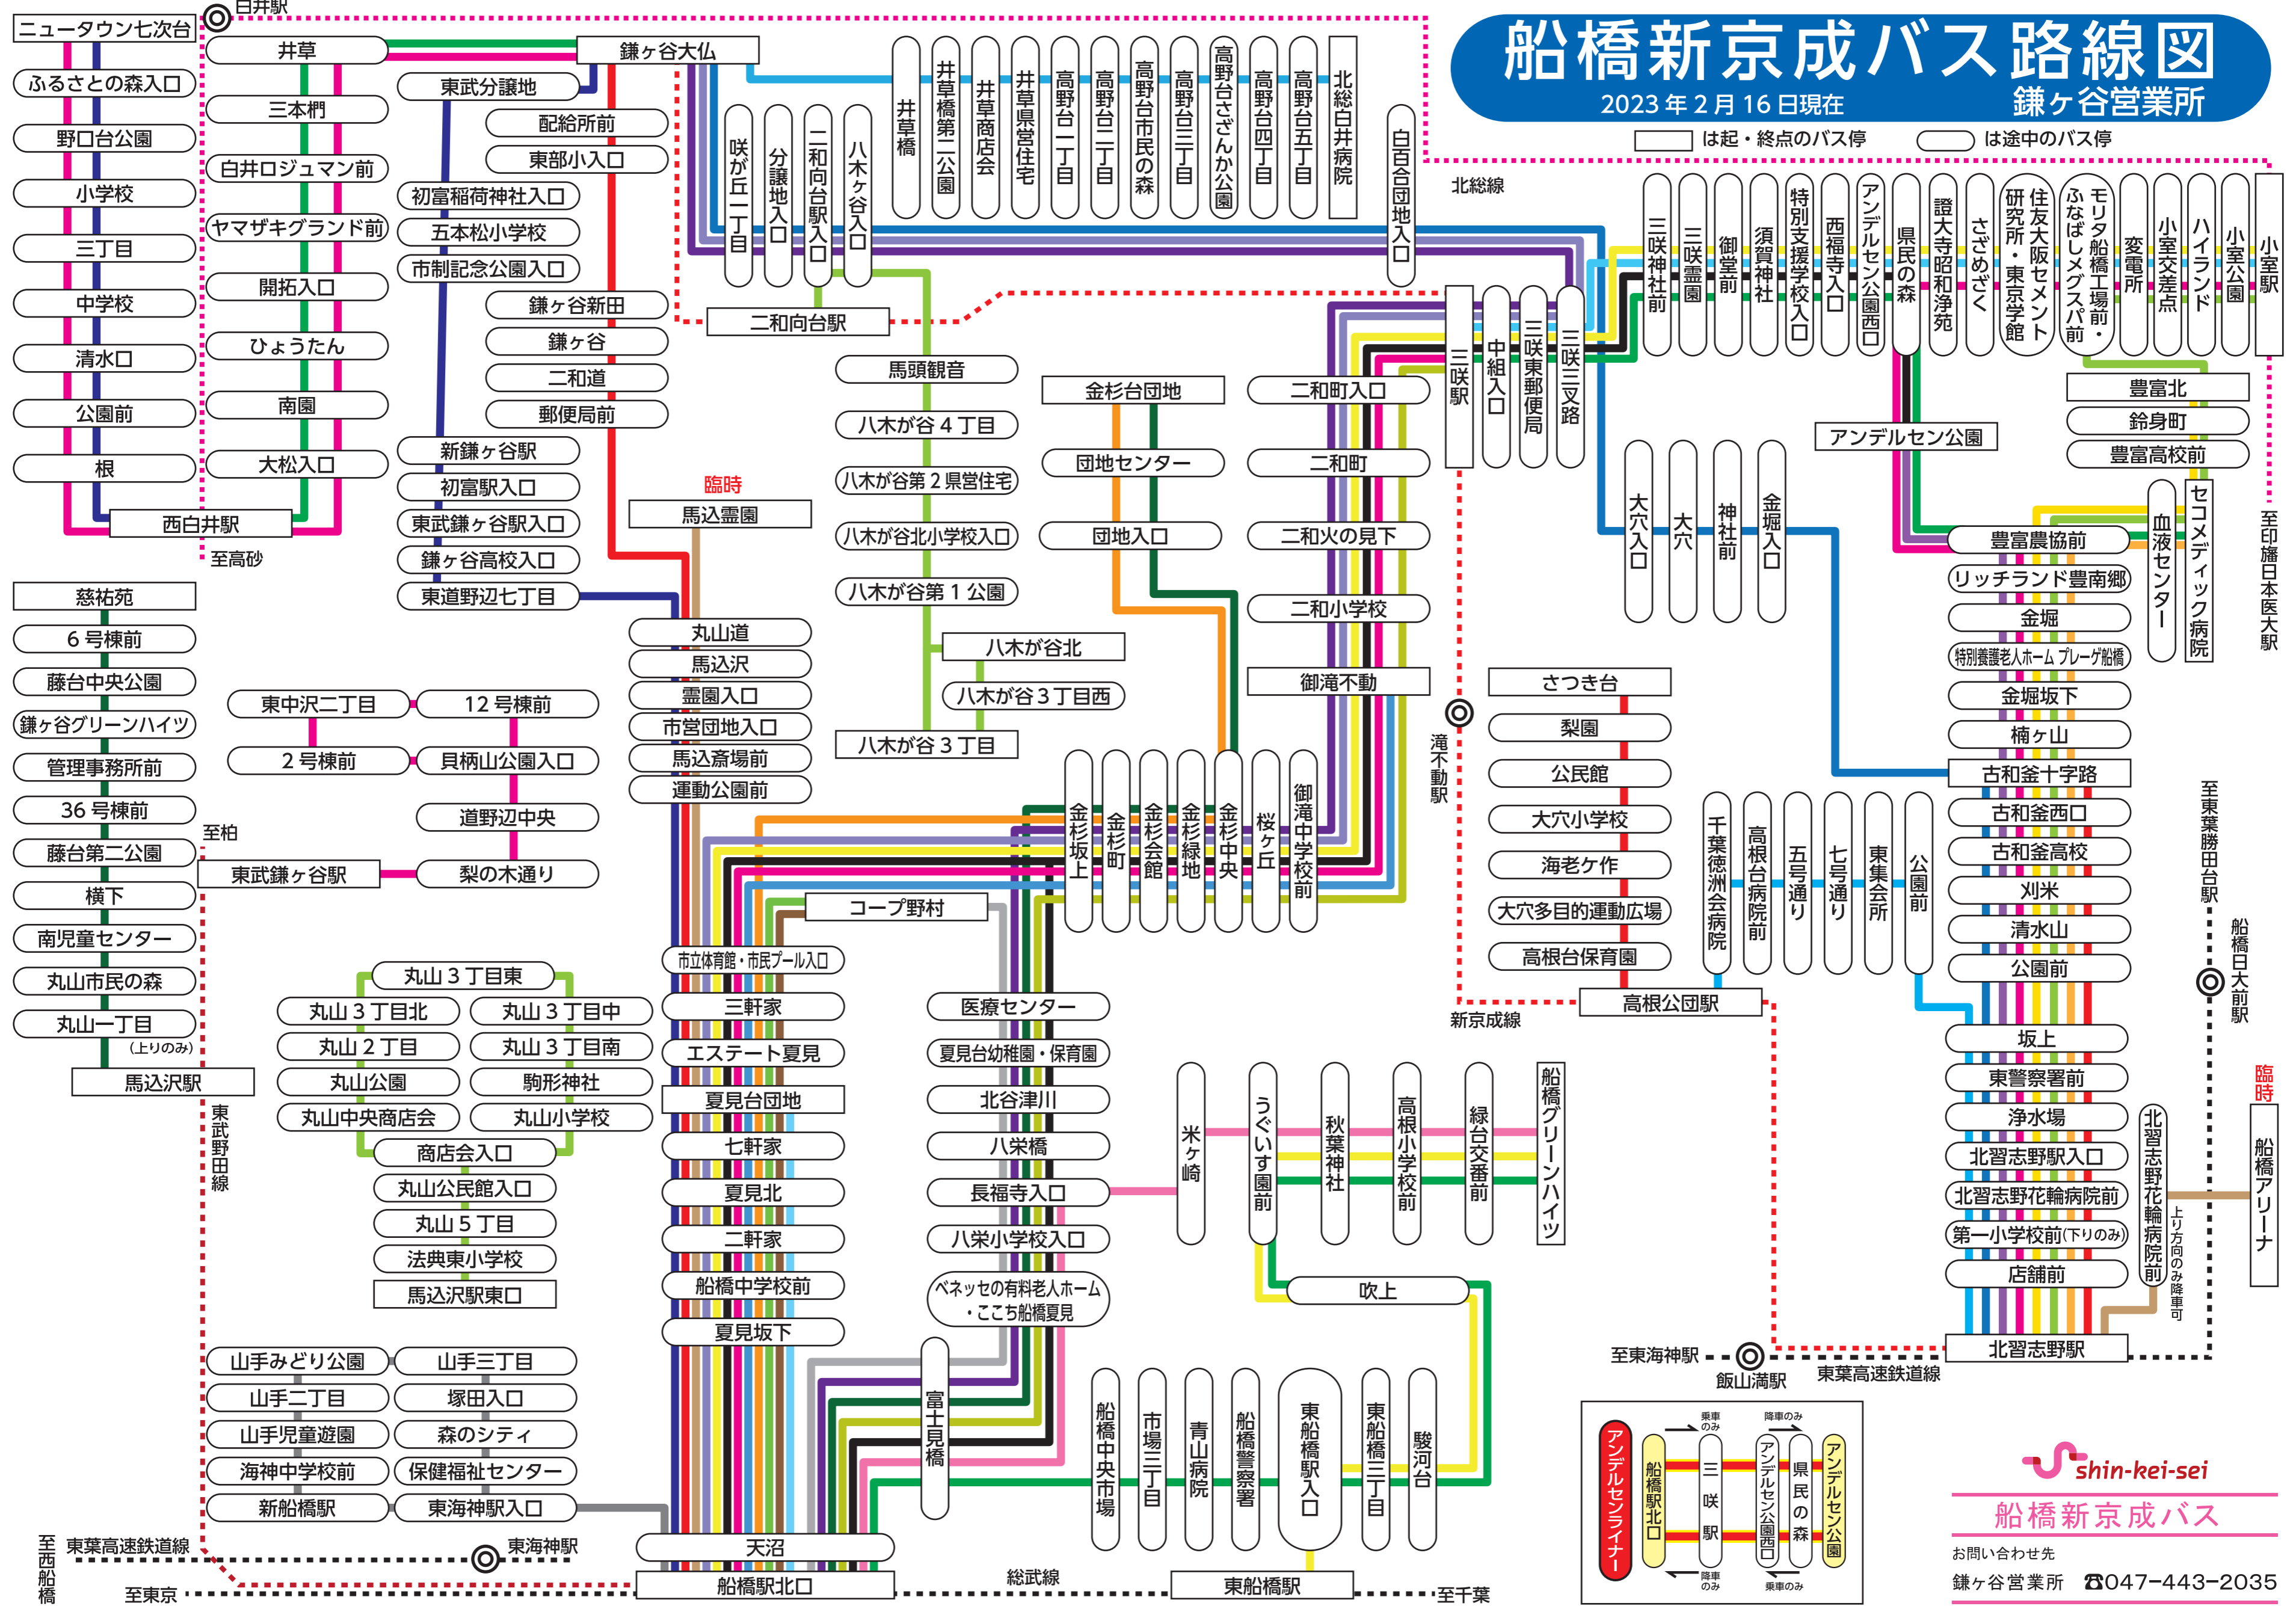 船橋新京成バス路線図
2023年2月16日現在
鎌ヶ谷営業所
は起・終点のバス停
は途中のバス停
白井駅
ニュータウン七次台
ふるさとの森入口
野口台公園
小学校
三丁目
中学校
清水口
公園前
根
西白井駅
至高砂
井草
三本椚
白井ロジュマン前
ヤマザキグランド前
開拓入口
ひょうたん
南園
大松入口
鎌ヶ谷大仏
東武分譲地
配給所前
東部小入口
初富稲荷神社入口
五本松小学校
市制記念公園入口
鎌ヶ谷新田
鎌ヶ谷
二和道
郵便局前
新鎌ヶ谷駅
初富駅入口
東武鎌ヶ谷駅入口
鎌ヶ谷高校入口
東道野辺七丁目
咲が丘一丁目
分譲地入口
二和向台駅入口
八木ヶ谷入口
二和向台駅
井草橋
井草橋第二公園
井草商店会
井草県営住宅
高野台一丁目
高野台二丁目
高野台市民の森
高野台三丁目
高野台さざんか公園
高野台四丁目
高野台五丁目
北総白井病院
白百合団地入口
北総線
三咲神社前
三咲霊園
御堂前
須賀神社
特別支援学校入口
西福寺入口
アンデルセン公園西口
県民の森
證大寺昭和浄苑
さざめざく
住友大阪セメント
研究所・東京学館
モリタ船橋工場前・
ふなばしメグスパ前
変電所
小室交差点
ハイランド
小室公園
小室駅
至印旛日本医大駅
三咲駅
中組入口
三咲東郵便局
三咲三叉路
豊富北
鈴身町
豊富高校前
セコメディック病院
血液センター
アンデルセン公園
大穴入口
大穴
神社前
金堀入口
豊富農協前
リッチランド豊南郷
金堀
特別養護老人ホーム プレーゲ船橋
金堀坂下
楠ヶ山
古和釜十字路
古和釜西口
古和釜高校
刈米
清水山
公園前
坂上
東警察署前
浄水場
北習志野駅入口
北習志野花輪病院前
第一小学校前(下りのみ)
店舗前
北習志野駅
北習志野花輪病院前
上り方向のみ降車可
臨時
船橋アリーナ
至東葉勝田台駅
船橋日大前駅
馬頭観音
八木が谷4丁目
八木が谷第2県営住宅
八木が谷北小学校入口
八木が谷第1公園
八木が谷北
八木が谷3丁目西
八木が谷3丁目
金杉台団地
団地センター
団地入口
二和町入口
二和町
二和火の見下
二和小学校
御滝不動
滝不動駅
さつき台
梨園
公民館
大穴小学校
海老ケ作
大穴多目的運動広場
高根台保育園
高根公団駅
新京成線
千葉徳洲会病院
高根台病院前
五号通り
七号通り
東集会所
公園前
臨時
馬込霊園
丸山道
馬込沢
霊園入口
市営団地入口
馬込斎場前
運動公園前
金杉坂上
金杉町
金杉会館
金杉緑地
金杉中央
桜ヶ丘
御滝中学校前
コープ野村
慈祐苑
6号棟前
藤台中央公園
鎌ヶ谷グリーンハイツ
管理事務所前
36号棟前
藤台第二公園
横下
南児童センター
丸山市民の森
丸山一丁目
(上りのみ)
馬込沢駅
東中沢二丁目
12号棟前
2号棟前
貝柄山公園入口
道野辺中央
梨の木通り
東武鎌ヶ谷駅
至柏
東武野田線
丸山3丁目東
丸山3丁目北
丸山3丁目中
丸山2丁目
丸山3丁目南
丸山公園
駒形神社
丸山中央商店会
丸山小学校
商店会入口
丸山公民館入口
丸山5丁目
法典東小学校
馬込沢駅東口
市立体育館・市民プール入口
三軒家
エステート夏見
夏見台団地
七軒家
夏見北
二軒家
船橋中学校前
夏見坂下
医療センター
夏見台幼稚園・保育園
北谷津川
八栄橋
長福寺入口
八栄小学校入口
ベネッセの有料老人ホーム
・ここち船橋夏見
富士見橋
米ヶ崎
うぐいす園前
秋葉神社
高根小学校前
緑台交番前
船橋グリーンハイツ
吹上
船橋中央市場
市場三丁目
青山病院
船橋警察署
東船橋駅入口
東船橋三丁目
駿河台
東船橋駅
山手みどり公園
山手三丁目
山手二丁目
塚田入口
山手児童遊園
森のシティ
海神中学校前
保健福祉センター
新船橋駅
東海神駅入口
至西船橋
東葉高速鉄道線
東海神駅
至東京
天沼
船橋駅北口
総武線
至千葉
至東海神駅
飯山満駅
東葉高速鉄道線
アンデルセンライナー
船橋駅北口
乗車
のみ
三咲駅
降車
のみ
降車のみ
アンデルセン公園西口
県民の森
乗車のみ
アンデルセン公園
shin-kei-sei
船橋新京成バス
お問い合わせ先
鎌ヶ谷営業所 ☎047-443-2035